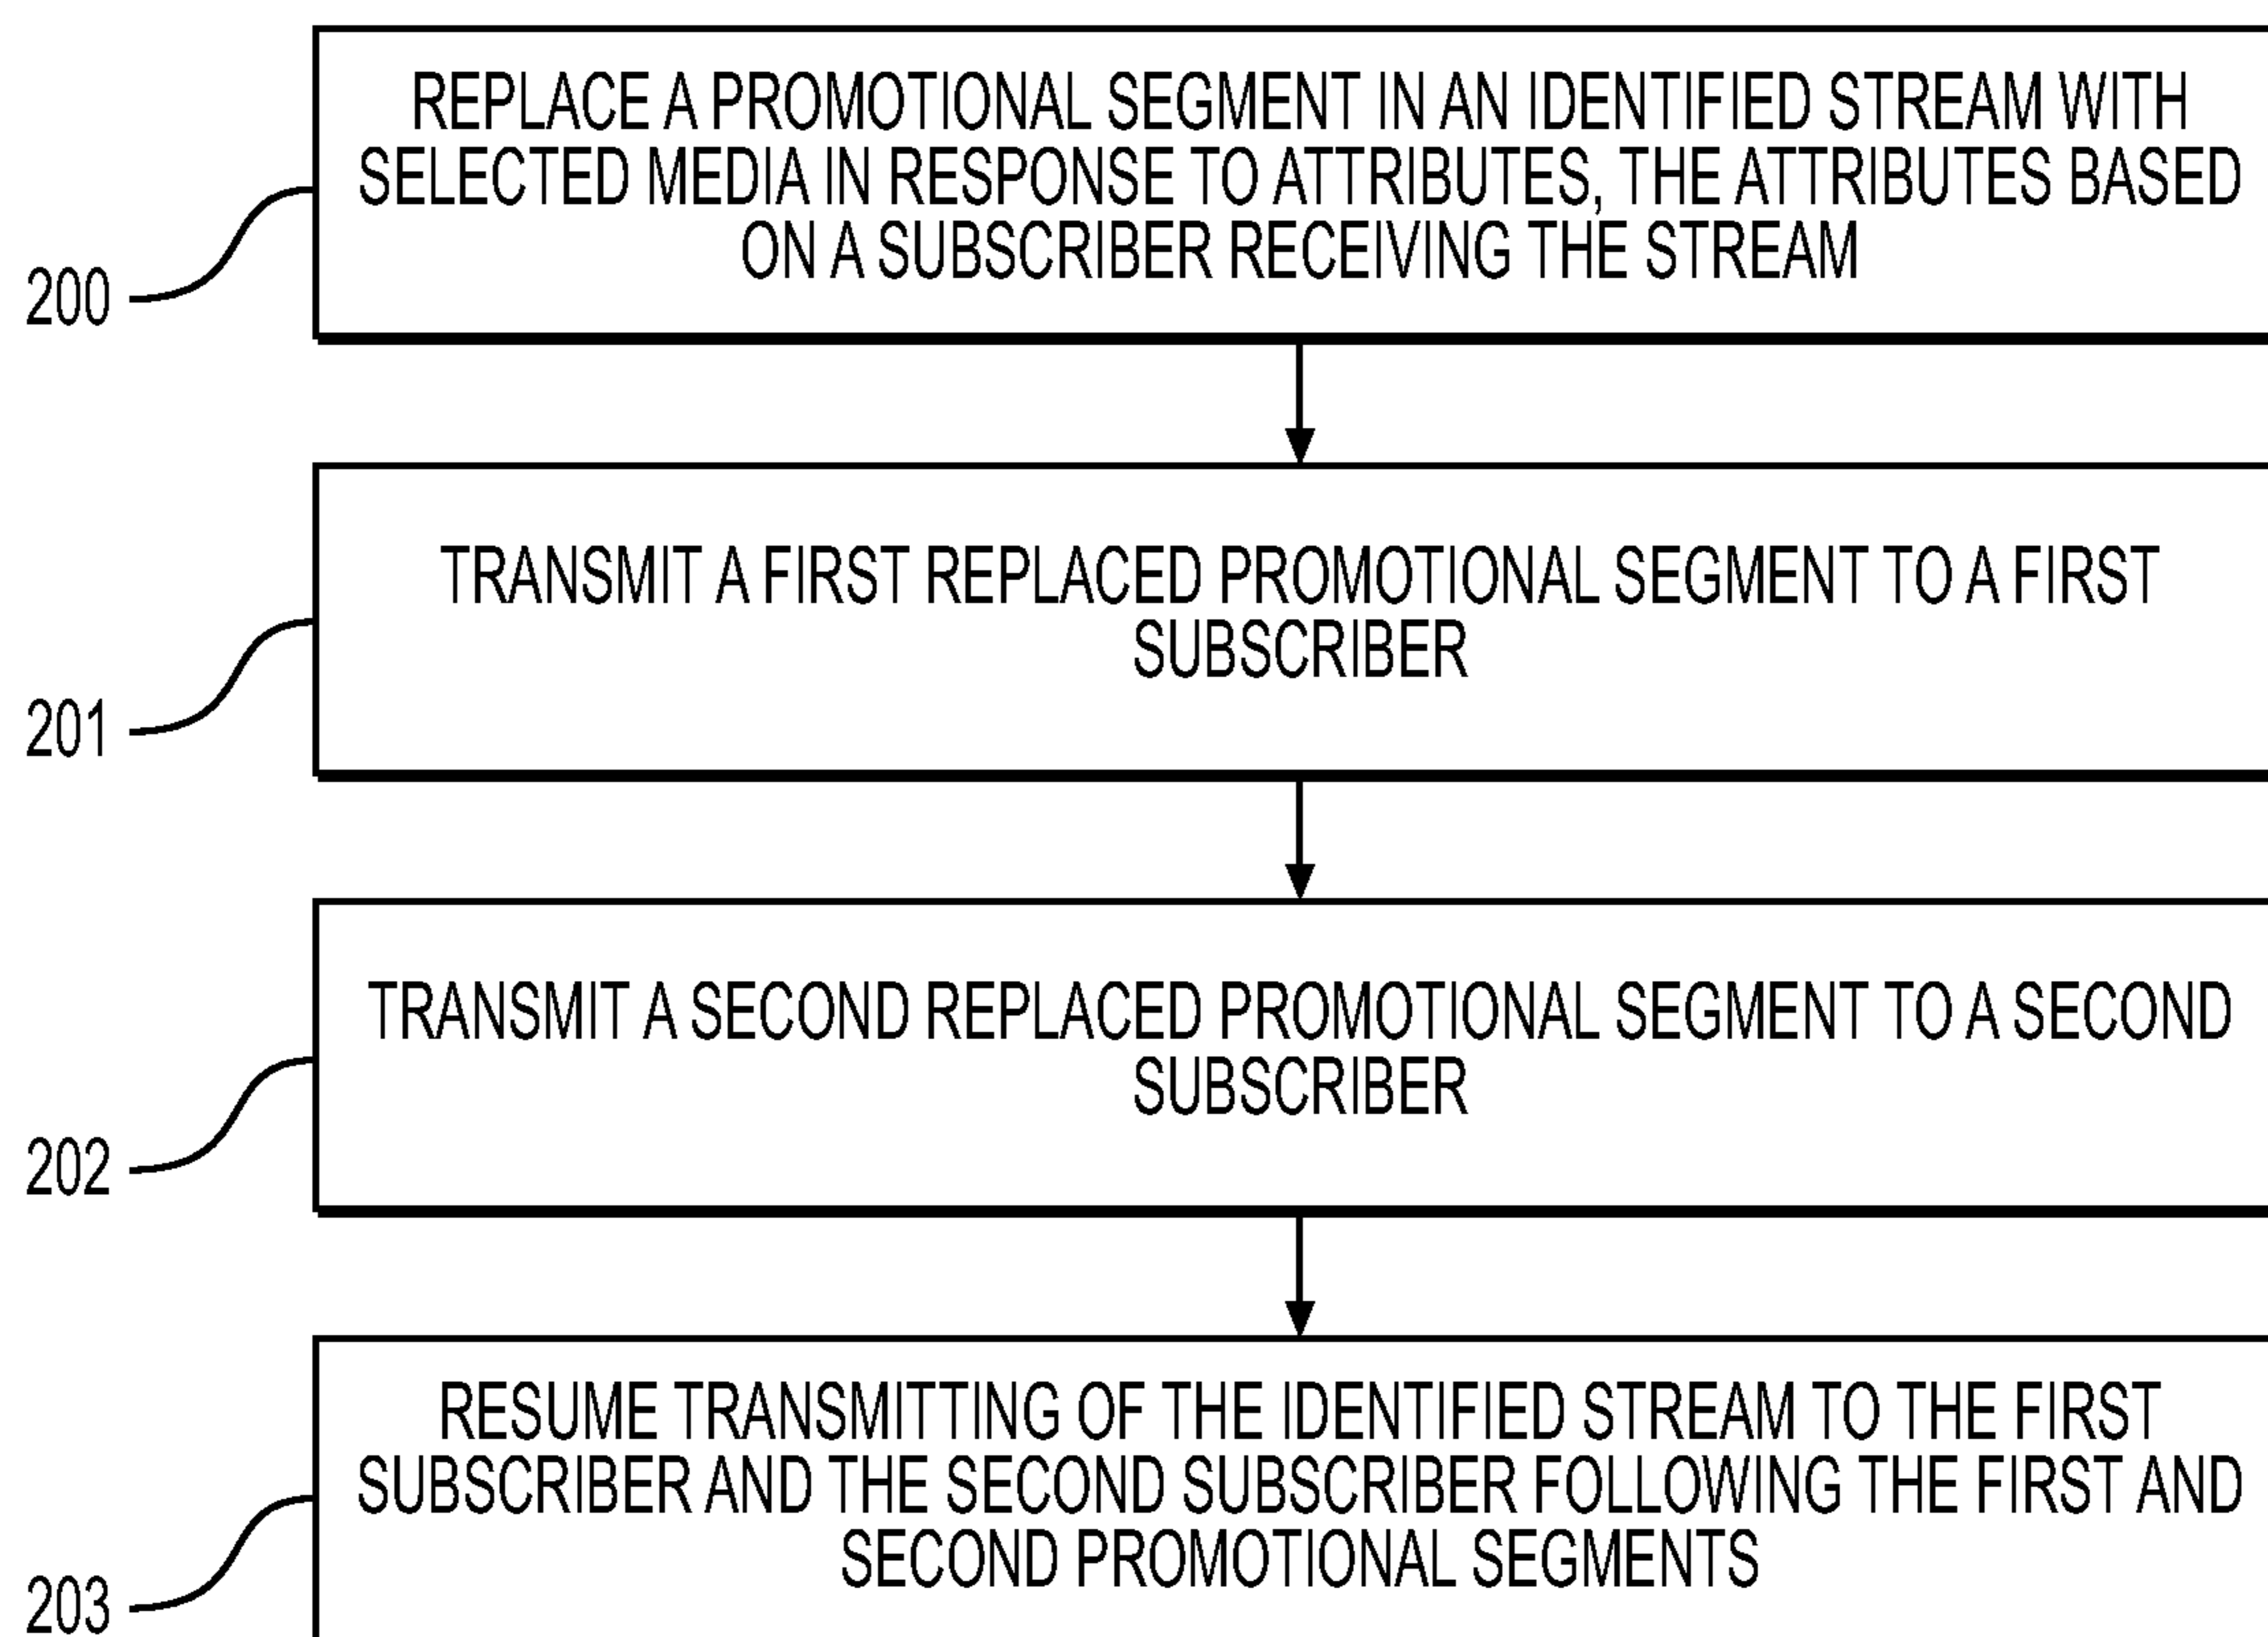 REPLACE A PROMOTIONAL SEGMENT IN AN IDENTIFIED STREAM WITH
SELECTED MEDIA IN RESPONSE TO ATTRIBUTES, THE ATTRIBUTES BASED
ON A SUBSCRIBER RECEIVING THE STREAM
200
TRANSMIT A FIRST REPLACED PROMOTIONAL SEGMENT TO A FIRST
SUBSCRIBER
201
TRANSMIT A SECOND REPLACED PROMOTIONAL SEGMENT TO A SECOND
SUBSCRIBER
202
RESUME TRANSMITTING OF THE IDENTIFIED STREAM TO THE FIRST
SUBSCRIBER AND THE SECOND SUBSCRIBER FOLLOWING THE FIRST AND
SECOND PROMOTIONAL SEGMENTS
203